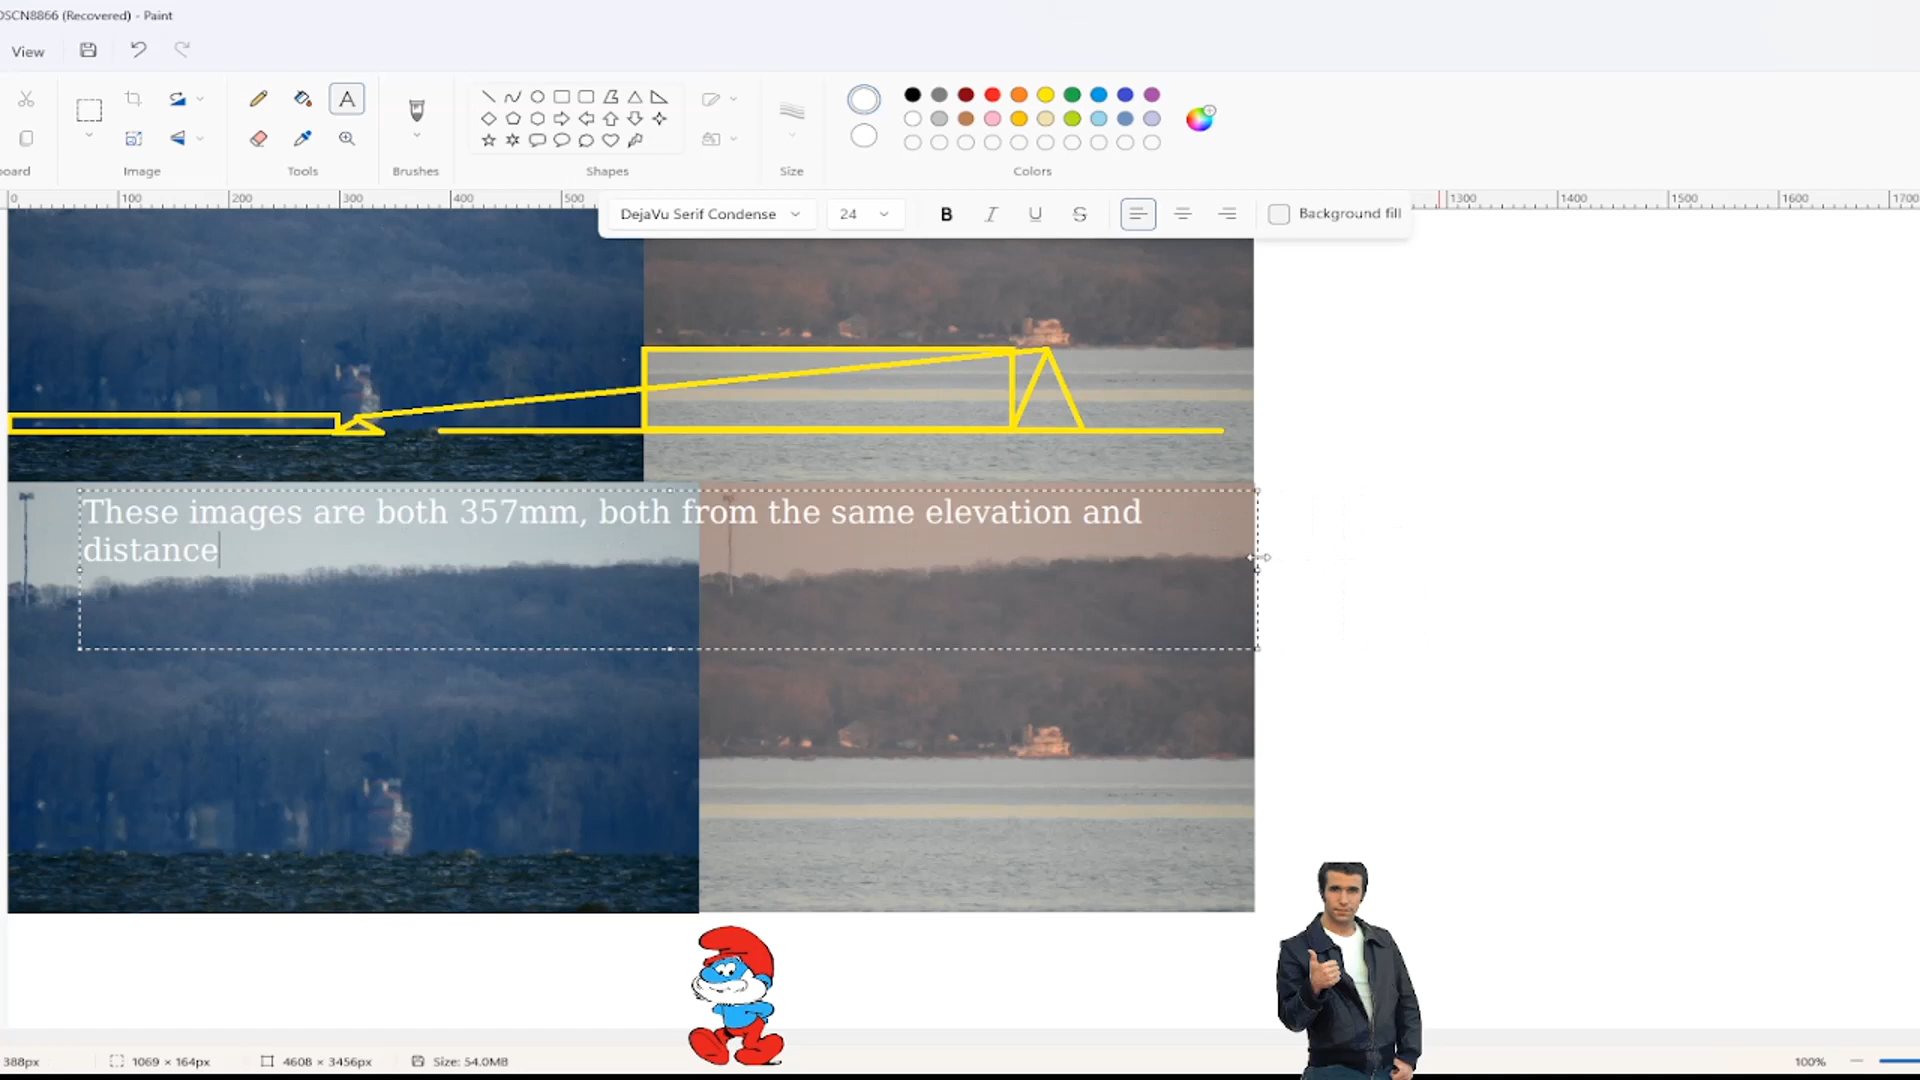 DSCN8866 (Recovered) - Paint
View
A
Image
Tools
Brushes
Shapes
Size
Colors
0 100 200 300 400 500 1300 1400 1500 1600 1700
DejaVu Serif Condense 24 B I U S Background fill
These images are both 357mm, both from the same elevation and
distance
388px 1069 × 164px 4608 × 3456px Size: 54.0MB 100%